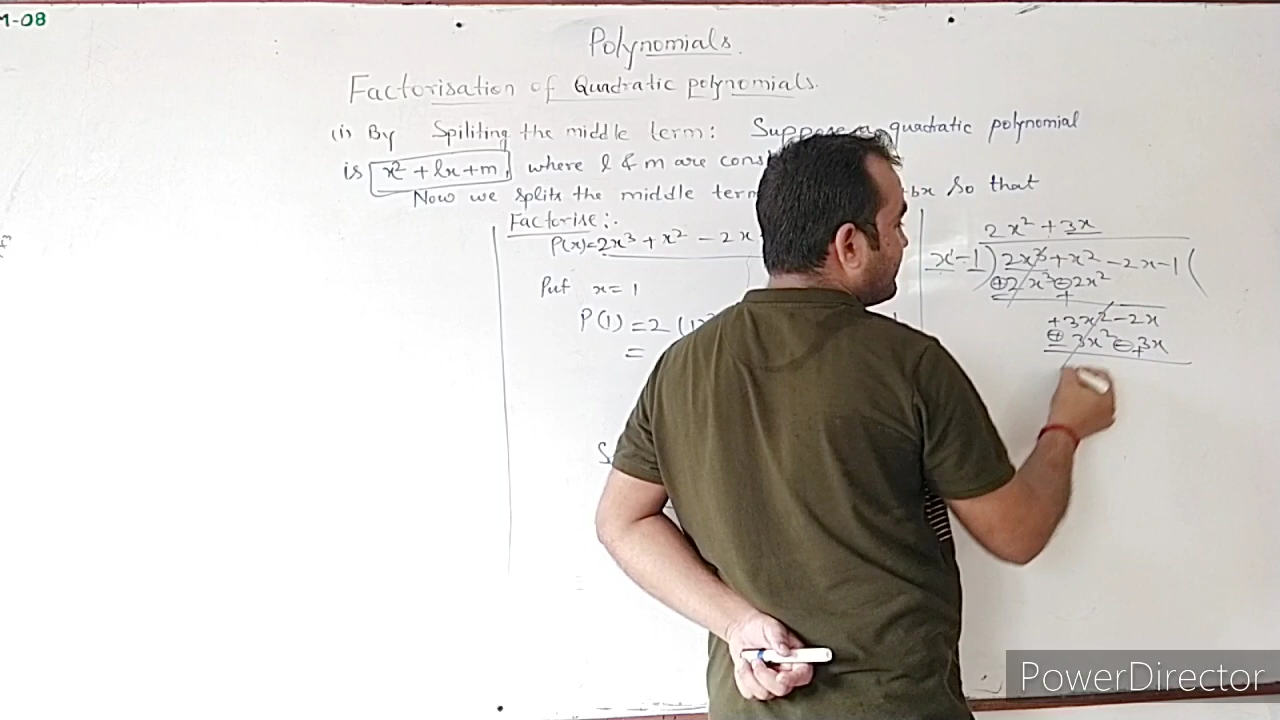 M-08
Polynomials.
Factorisation of Quadratic polynomials.
(i) By Spiliting the middle term: Suppose a quadratic polynomial
is x² + lx + m, where l & m are
Now we splits the middle term +bx so that
Factorise:-
P(x) = 2x³ + x² - 2x
Put x = 1
P(1) = 2(1)
=
2x² + 3x
x - 1) 2x³ + x² - 2x - 1 (
⊕2x³ ⊖ 2x²
- +
+3x² - 2x
⊕ 3x² ⊖ 3x
- +
PowerDirector